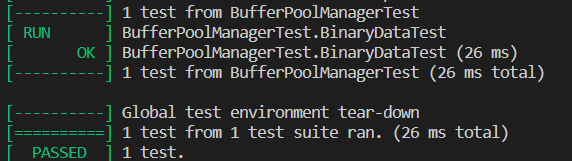 [----------] 1 test from BufferPoolManagerTest
[ RUN      ] BufferPoolManagerTest.BinaryDataTest
[       OK ] BufferPoolManagerTest.BinaryDataTest (26 ms)
[----------] 1 test from BufferPoolManagerTest (26 ms total)

[----------] Global test environment tear-down
[==========] 1 test from 1 test suite ran. (26 ms total)
[  PASSED  ] 1 test.